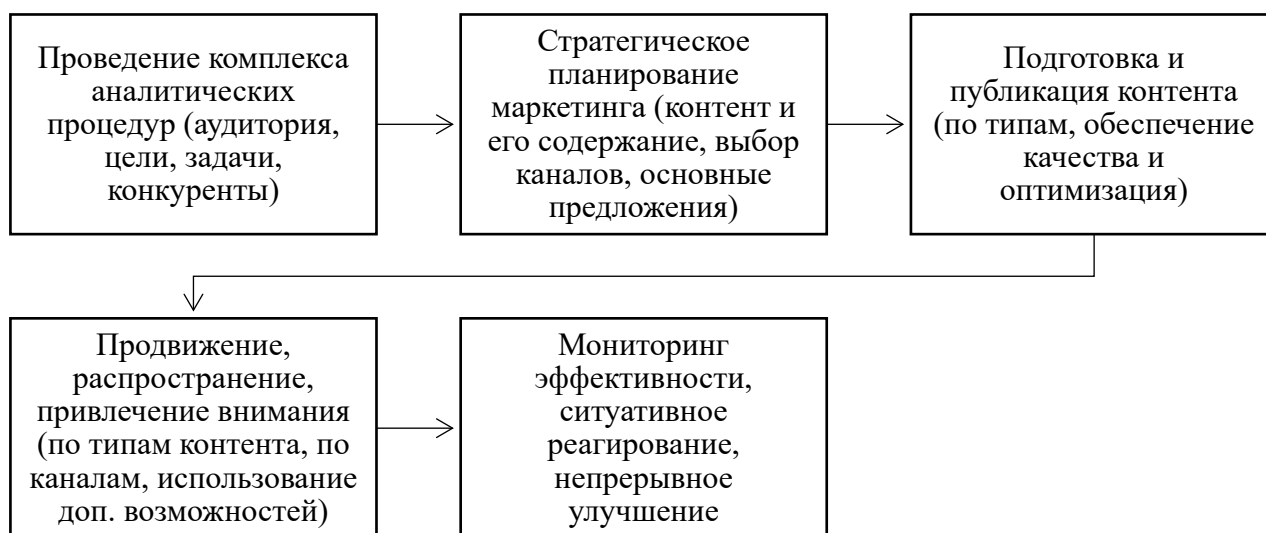 Проведение комплекса
аналитических
процедур (аудитория,
цели, задачи,
конкуренты)
Стратегическое
планирование
маркетинга (контент и
его содержание, выбор
каналов, основные
предложения)
Подготовка и
публикация контента
(по типам, обеспечение
качества и
оптимизация)
Продвижение,
распространение,
привлечение внимания
(по типам контента, по
каналам, использование
доп. возможностей)
Мониторинг
эффективности,
ситуативное
реагирование,
непрерывное
улучшение